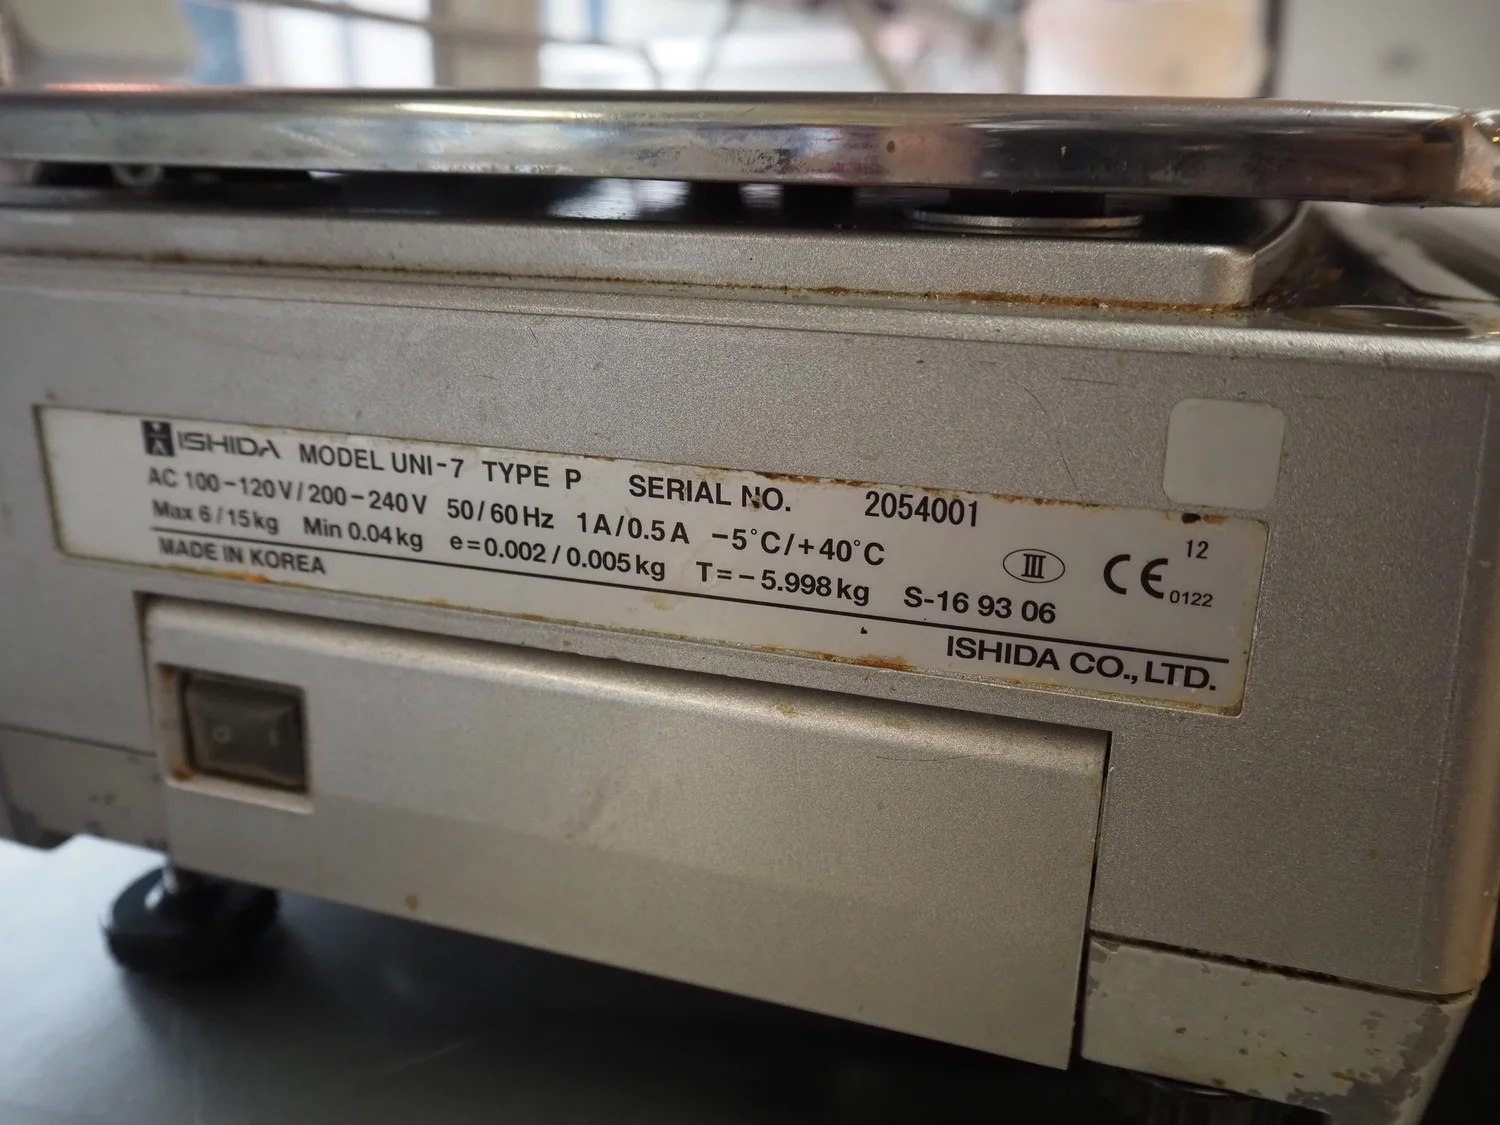 ISHIDA MODEL UNI-7 TYPE P SERIAL NO. 2054001
AC 100-120V/200-240V 50/60Hz 1A/0.5A -5°C/+40°C
Max 6/15kg Min 0.04kg e=0.002/0.005kg T=-5.998kg S-16 93 06
III CE 0122 12
MADE IN KOREA
ISHIDA CO., LTD.
O I